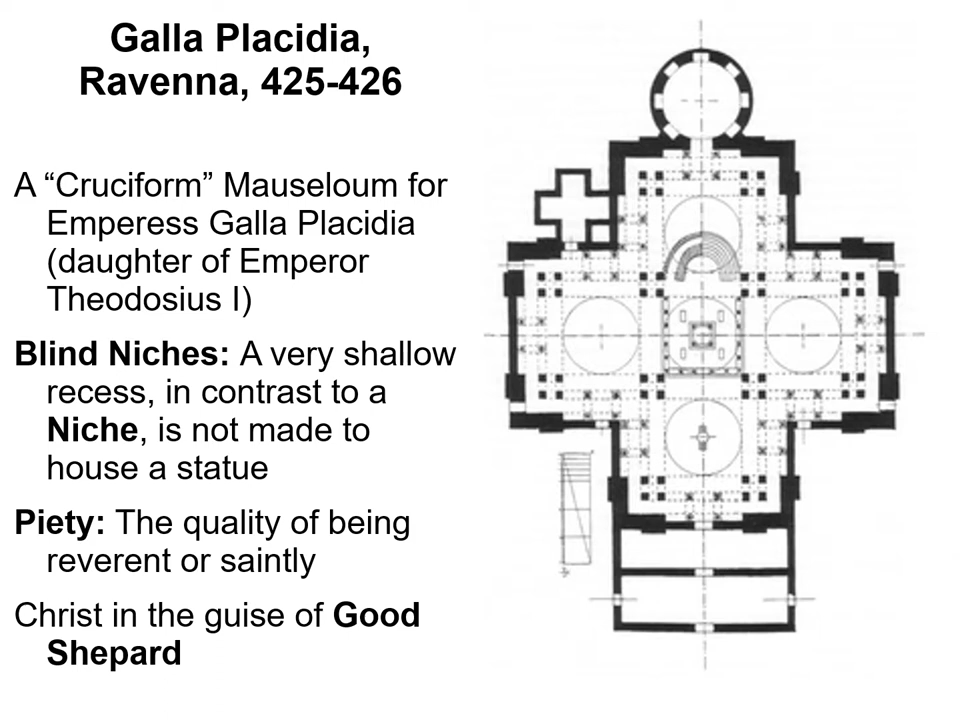 Galla Placidia,
Ravenna, 425-426
A “Cruciform” Mauseloum for
Emperess Galla Placidia
(daughter of Emperor
Theodosius I)
Blind Niches: A very shallow
recess, in contrast to a
Niche, is not made to
house a statue
Piety: The quality of being
reverent or saintly
Christ in the guise of Good
Shepard